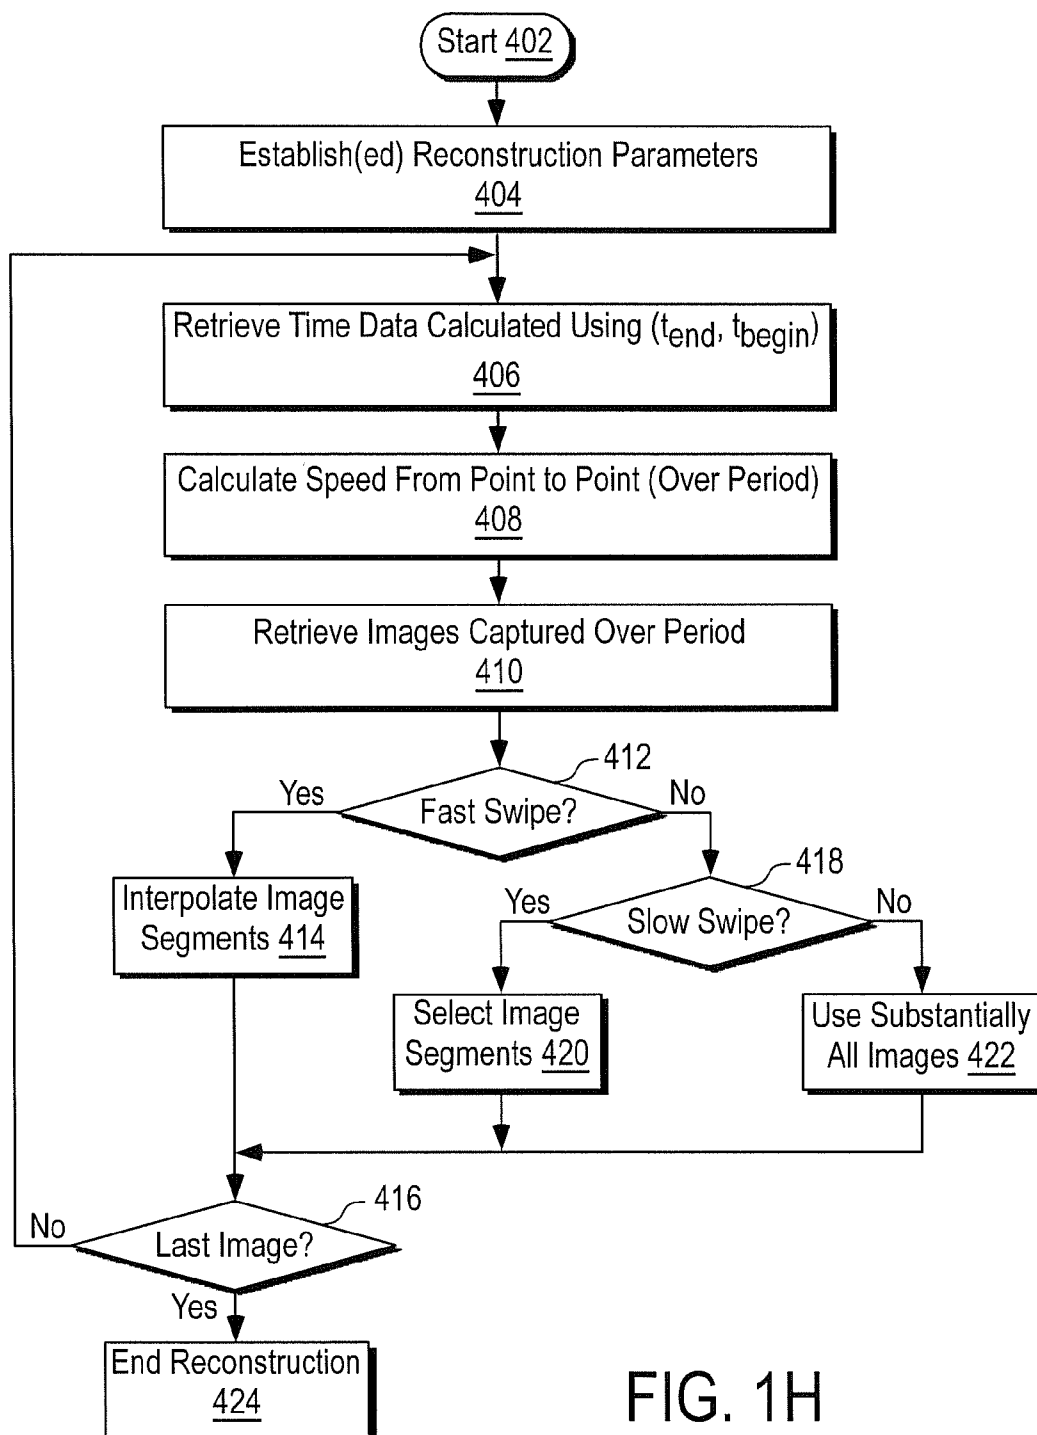 Start 402
Establish(ed) Reconstruction Parameters
404
Retrieve Time Data Calculated Using (tend, tbegin)
406
Calculate Speed From Point to Point (Over Period)
408
Retrieve Images Captured Over Period
410
412
Yes
Fast Swipe?
No
418
Interpolate Image
Segments 414
Yes
Slow Swipe?
No
Select Image
Segments 420
Use Substantially
All Images 422
416
No
Last Image?
Yes
End Reconstruction
424
FIG. 1H